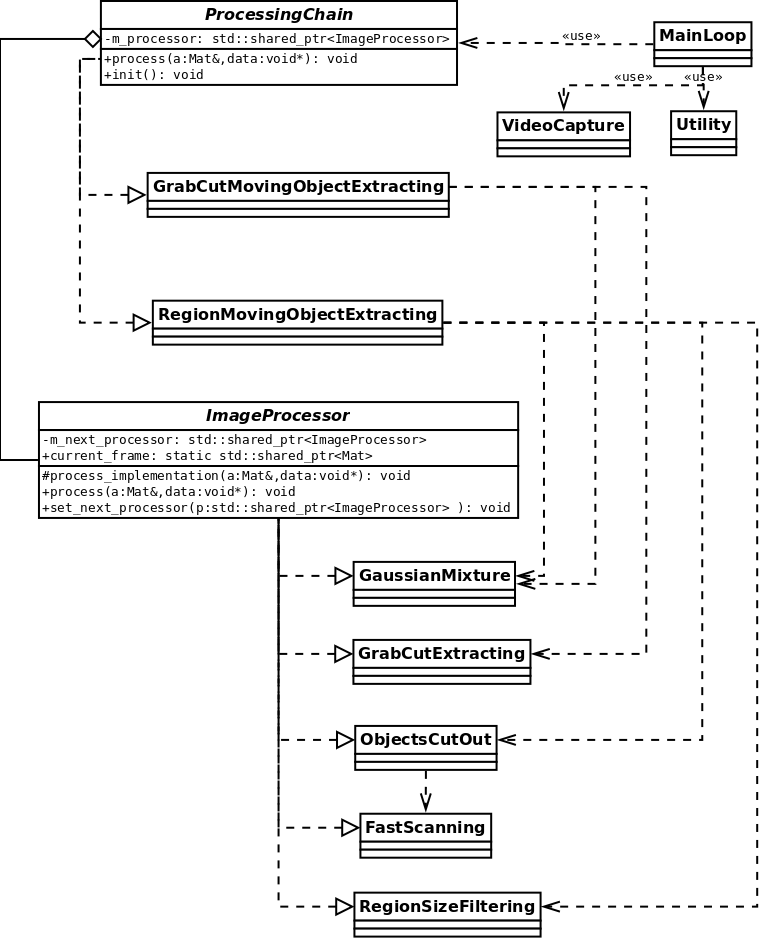 ProcessingChain
-m_processor: std::shared_ptr<ImageProcessor>
+process(a:Mat&,data:void*): void
+init(): void
«use»
MainLoop
«use»
«use»
VideoCapture
Utility
GrabCutMovingObjectExtracting
RegionMovingObjectExtracting
ImageProcessor
-m_next_processor: std::shared_ptr<ImageProcessor>
+current_frame: static std::shared_ptr<Mat>
#process_implementation(a:Mat&,data:void*): void
+process(a:Mat&,data:void*): void
+set_next_processor(p:std::shared_ptr<ImageProcessor> ): void
GaussianMixture
GrabCutExtracting
ObjectsCutOut
FastScanning
RegionSizeFiltering